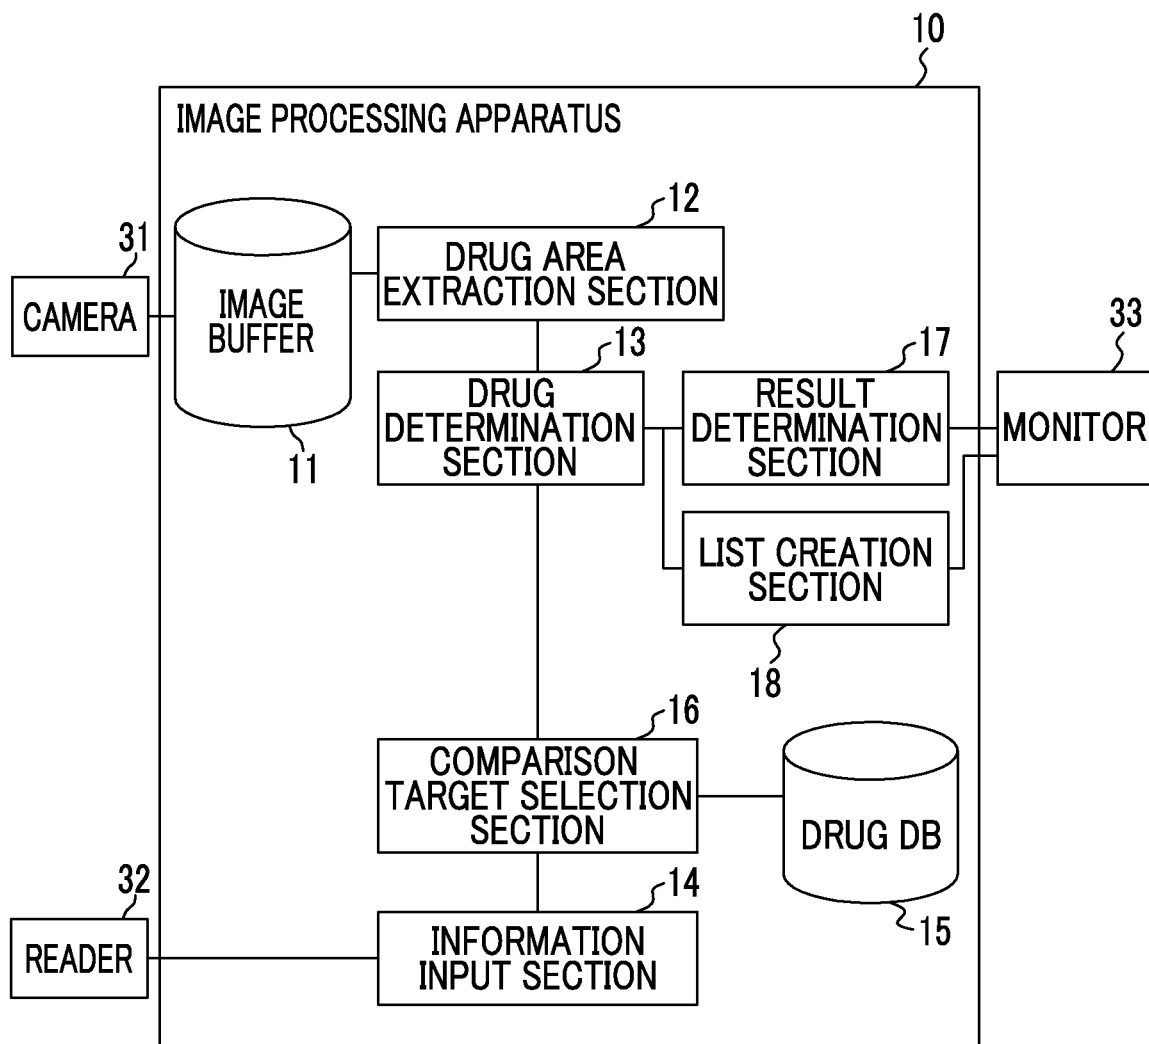 10
IMAGE PROCESSING APPARATUS
12
31
DRUG AREA
EXTRACTION SECTION
CAMERA
IMAGE
BUFFER
13
17
33
DRUG
DETERMINATION
SECTION
RESULT
DETERMINATION
SECTION
MONITOR
11
LIST CREATION
SECTION
18
16
COMPARISON
TARGET SELECTION
SECTION
DRUG DB
32
14
15
READER
INFORMATION
INPUT SECTION